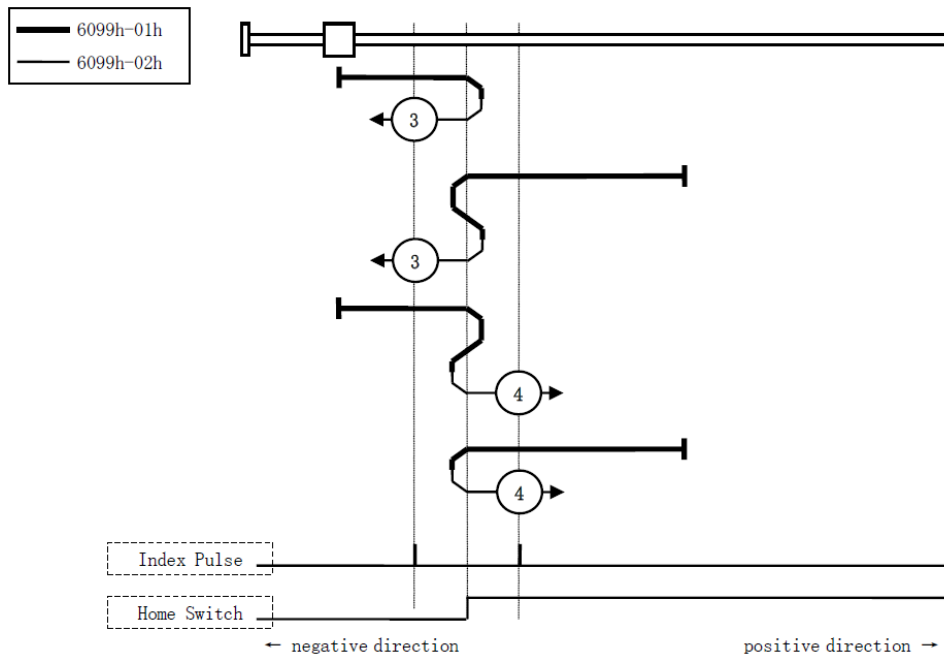 6099h-01h
6099h-02h
3
3
4
4
Index Pulse
Home Switch
← negative direction
positive direction →